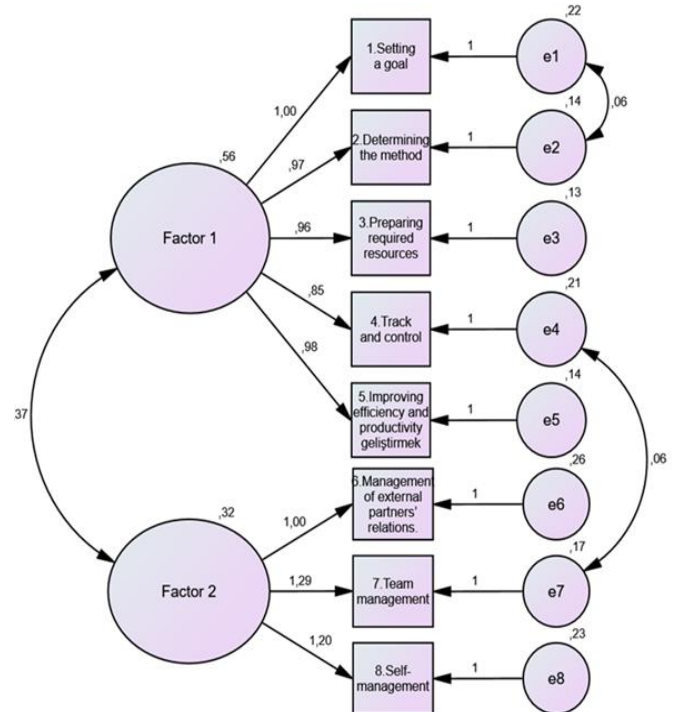 ,22
1.Setting
a goal
1
e1
,06
1,00
,14
2.Determining
the method
1
e2
,97
,56
,13
Factor 1
,96
3.Preparing
required
resources
1
e3
,21
,85
4.Track
and control
1
e4
,98
,14
5.Improving
efficiency and
productivity
geliştirmek
1
e5
37
,06
,26
6.Management
of external
partners'
relations.
1
e6
,32
1,00
,17
Factor 2
1,29
7.Team
management
1
e7
,23
1,20
8.Self-
management
1
e8